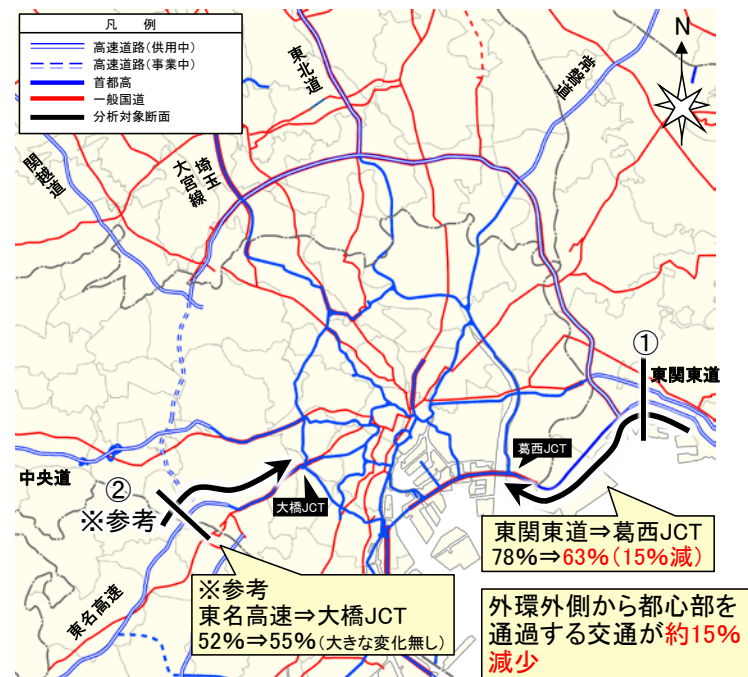 凡 例
高速道路(供用中)
高速道路(事業中)
首都高
一般国道
分析対象断面
N
東北道
常磐道
関越道
埼玉
大宮線
①
東関東道
葛西JCT
中央道
②
※参考
大橋JCT
東関東道⇒葛西JCT
78%⇒63%(15%減)
東名高速
※参考
東名高速⇒大橋JCT
52%⇒55%(大きな変化無し)
外環外側から都心部を
通過する交通が約15%
減少